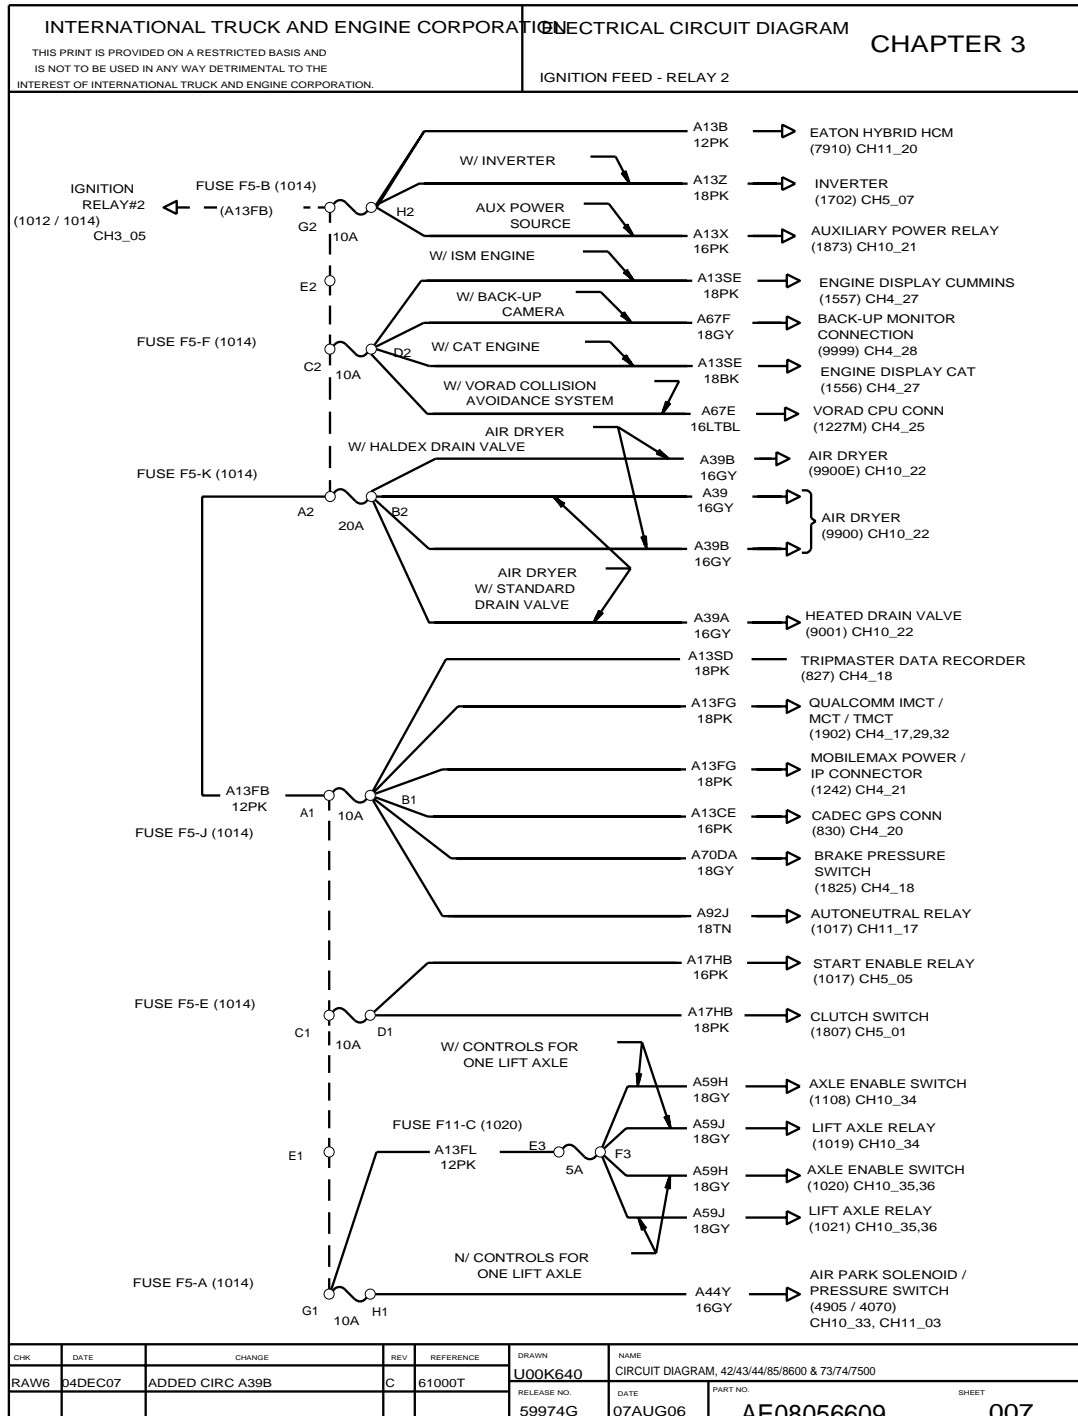 INTERNATIONAL TRUCK AND ENGINE CORPORATION
THIS PRINT IS PROVIDED ON A RESTRICTED BASIS AND
IS NOT TO BE USED IN ANY WAY DETRIMENTAL TO THE
INTEREST OF INTERNATIONAL TRUCK AND ENGINE CORPORATION.
ELECTRICAL CIRCUIT DIAGRAM
CHAPTER 3
IGNITION FEED - RELAY 2
IGNITION
RELAY#2
(1012 / 1014)
CH3_05
(A13FB)
FUSE F5-B (1014)
G2
10A
H2
A13B
12PK
EATON HYBRID HCM
(7910) CH11_20
W/ INVERTER
A13Z
18PK
INVERTER
(1702) CH5_07
AUX POWER
SOURCE
A13X
16PK
AUXILIARY POWER RELAY
(1873) CH10_21
E2
W/ ISM ENGINE
A13SE
18PK
ENGINE DISPLAY CUMMINS
(1557) CH4_27
FUSE F5-F (1014)
C2
10A
D2
W/ BACK-UP
CAMERA
A67F
18GY
BACK-UP MONITOR
CONNECTION
(9999) CH4_28
W/ CAT ENGINE
A13SE
18BK
ENGINE DISPLAY CAT
(1556) CH4_27
W/ VORAD COLLISION
AVOIDANCE SYSTEM
A67E
16LTBL
VORAD CPU CONN
(1227M) CH4_25
AIR DRYER
W/ HALDEX DRAIN VALVE
A39B
16GY
AIR DRYER
(9900E) CH10_22
FUSE F5-K (1014)
A2
20A
B2
A39
16GY
A39B
16GY
AIR DRYER
(9900) CH10_22
AIR DRYER
W/ STANDARD
DRAIN VALVE
A39A
16GY
HEATED DRAIN VALVE
(9001) CH10_22
A13SD
18PK
TRIPMASTER DATA RECORDER
(827) CH4_18
A13FG
18PK
QUALCOMM IMCT /
MCT / TMCT
(1902) CH4_17,29,32
A13FG
18PK
MOBILEMAX POWER /
IP CONNECTOR
(1242) CH4_21
A13FB
12PK
A1
10A
B1
FUSE F5-J (1014)
A13CE
16PK
CADEC GPS CONN
(830) CH4_20
A70DA
18GY
BRAKE PRESSURE
SWITCH
(1825) CH4_18
A92J
18TN
AUTONEUTRAL RELAY
(1017) CH11_17
A17HB
16PK
START ENABLE RELAY
(1017) CH5_05
FUSE F5-E (1014)
C1
10A
D1
A17HB
18PK
CLUTCH SWITCH
(1807) CH5_01
W/ CONTROLS FOR
ONE LIFT AXLE
A59H
18GY
AXLE ENABLE SWITCH
(1108) CH10_34
FUSE F11-C (1020)
A59J
18GY
LIFT AXLE RELAY
(1019) CH10_34
E1
A13FL
12PK
E3
5A
F3
A59H
18GY
AXLE ENABLE SWITCH
(1020) CH10_35,36
A59J
18GY
LIFT AXLE RELAY
(1021) CH10_35,36
N/ CONTROLS FOR
ONE LIFT AXLE
FUSE F5-A (1014)
G1
10A
H1
A44Y
16GY
AIR PARK SOLENOID /
PRESSURE SWITCH
(4905 / 4070)
CH10_33, CH11_03
CHK DATE CHANGE REV REFERENCE
RAW6 04DEC07 ADDED CIRC A39B C 61000T
DRAWN
U00K640
NAME
CIRCUIT DIAGRAM, 42/43/44/85/8600 & 73/74/7500
RELEASE NO.
59974G
DATE
07AUG06
PART NO.
AE08056609
SHEET
007